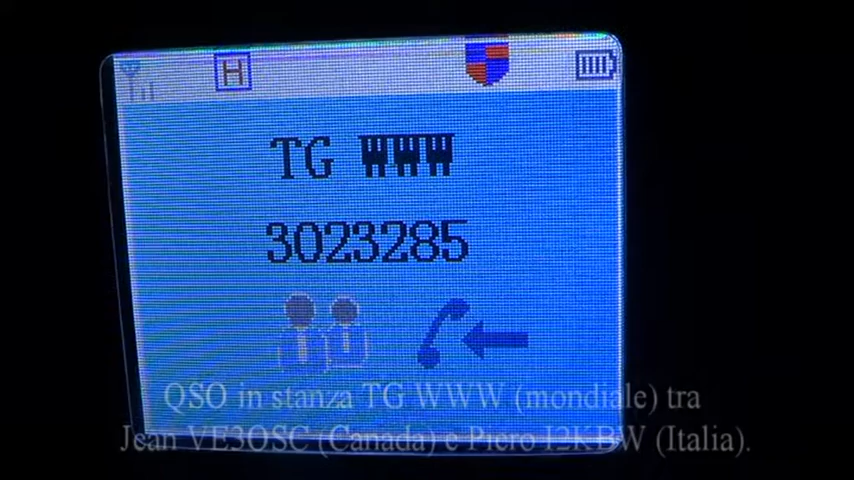 H
TG WWW
3023285
QSO in stanza TG WWW (mondiale) tra
Jean VE3OSC (Canada) e Piero I2KBW (Italia).